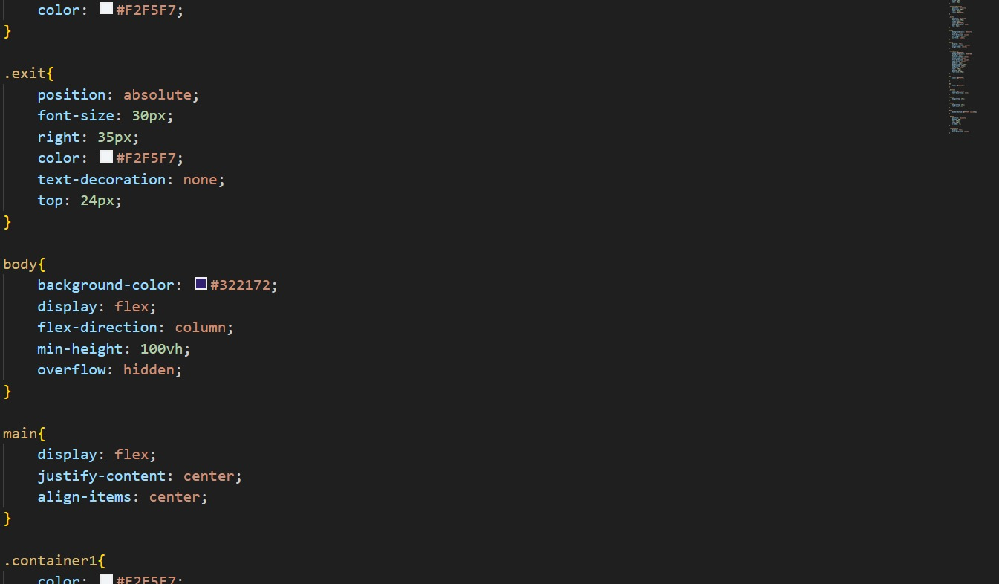 color: #F2F5F7;
}
.exit{
position: absolute;
font-size: 30px;
right: 35px;
color: #F2F5F7;
text-decoration: none;
top: 24px;
}
body{
background-color: #322172;
display: flex;
flex-direction: column;
min-height: 100vh;
overflow: hidden;
}
main{
display: flex;
justify-content: center;
align-items: center;
}
.container1{
color: #F2F5F7;